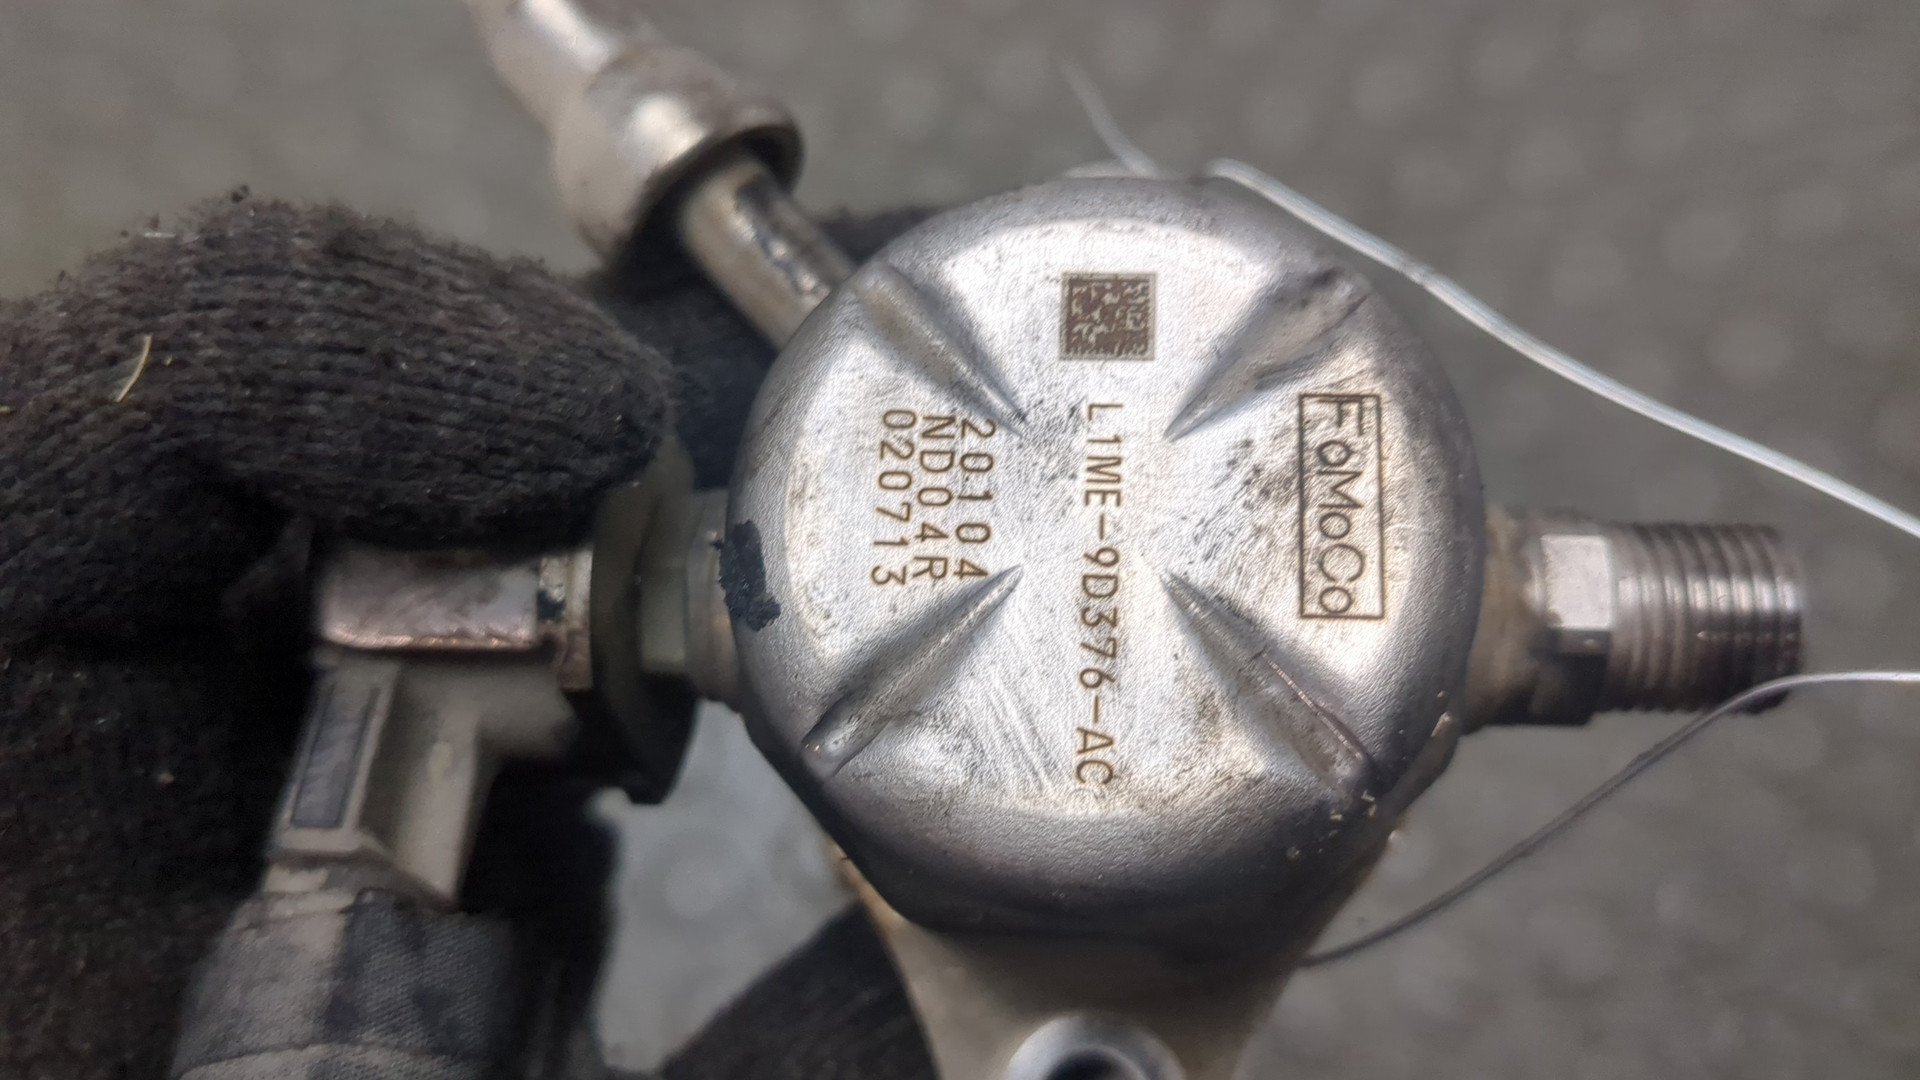 FoMoCo
L1ME-9D376-AC
20104
ND04R
020713